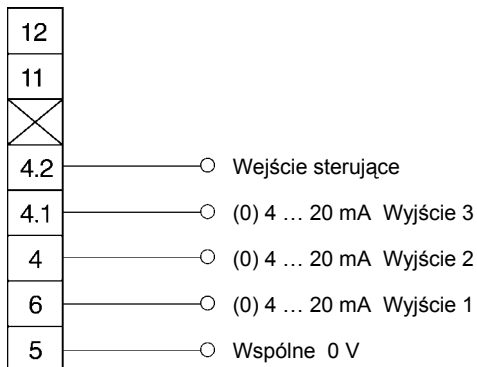 12
11
4.2 Wejście sterujące
4.1 (0) 4 … 20 mA Wyjście 3
4 (0) 4 … 20 mA Wyjście 2
6 (0) 4 … 20 mA Wyjście 1
5 Wspólne 0 V